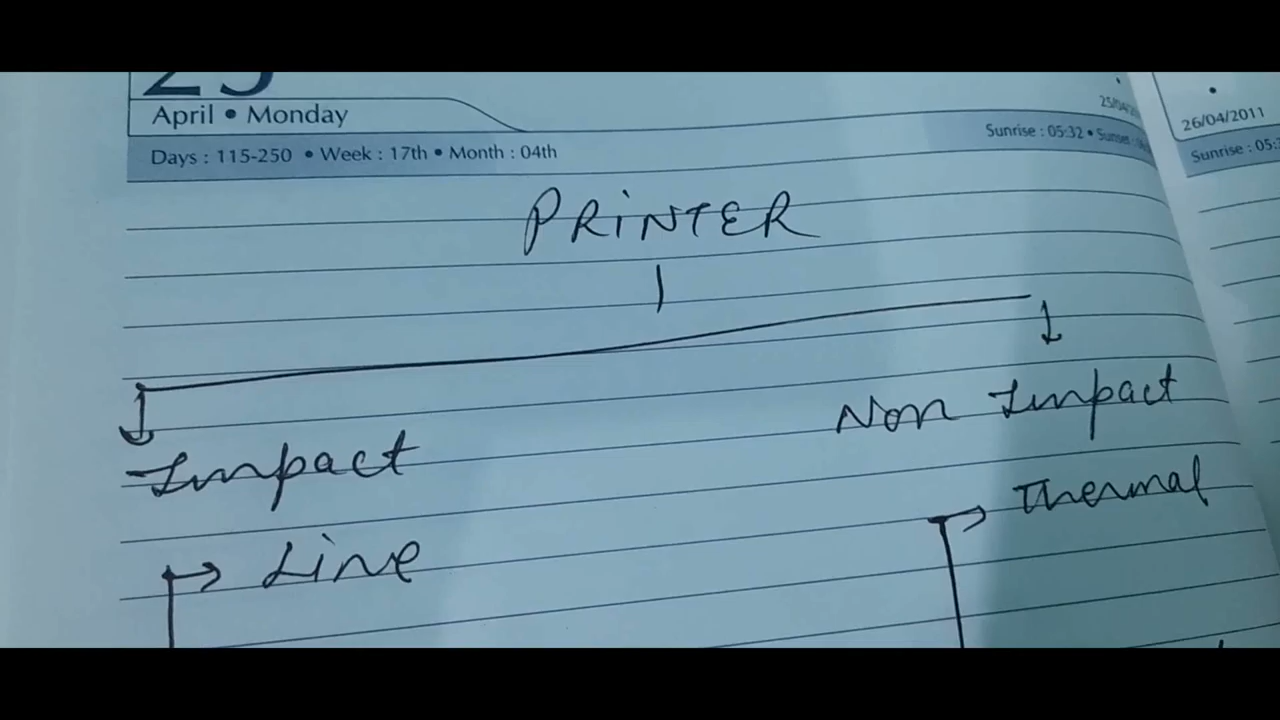 April • Monday
Days : 115-250 • Week : 17th • Month : 04th
Sunrise : 05:32 • Sunset :
26/04/2011
Sunrise : 05:
PRINTER
Impact
Non Impact
Thermal
Line